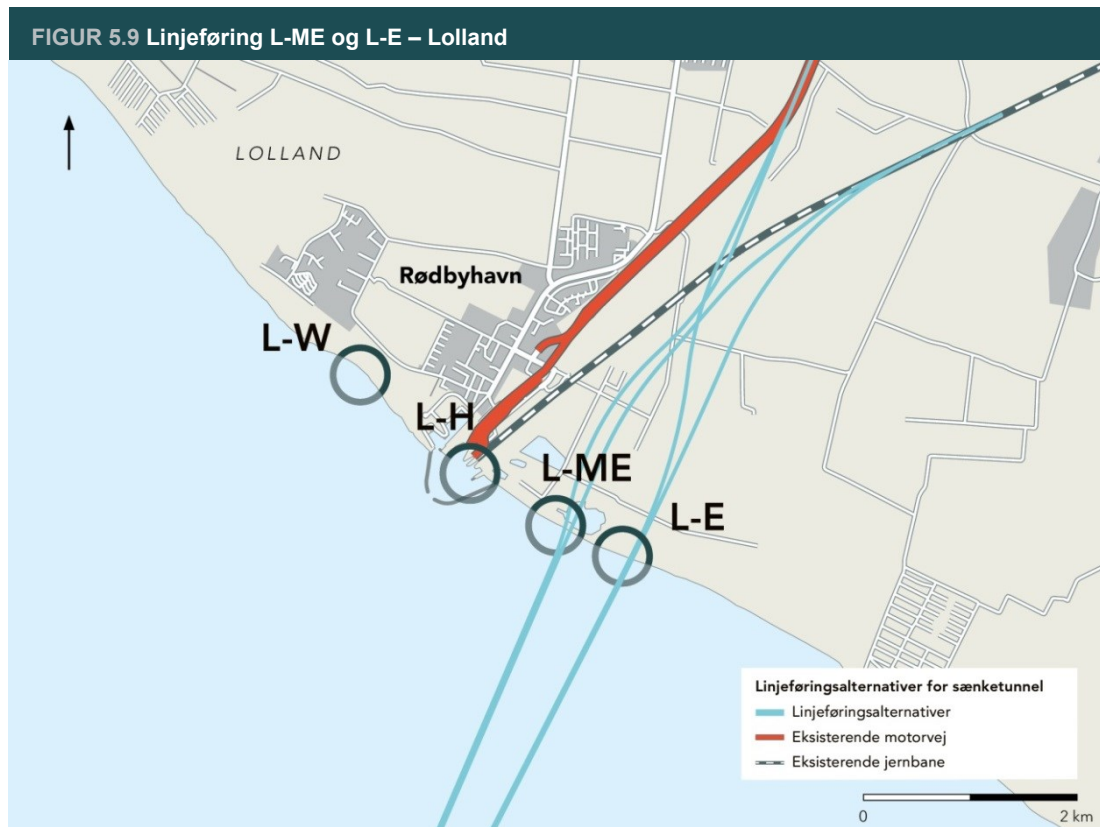 FIGUR 5.9 Linjeføring L-ME og L-E – Lolland
LOLLAND
Rødbyhavn
L-W
L-H
L-ME
L-E
Linjeføringsalternativer for sænketunnel
Linjeføringsalternativer
Eksisterende motorvej
Eksisterende jernbane
0 2 km